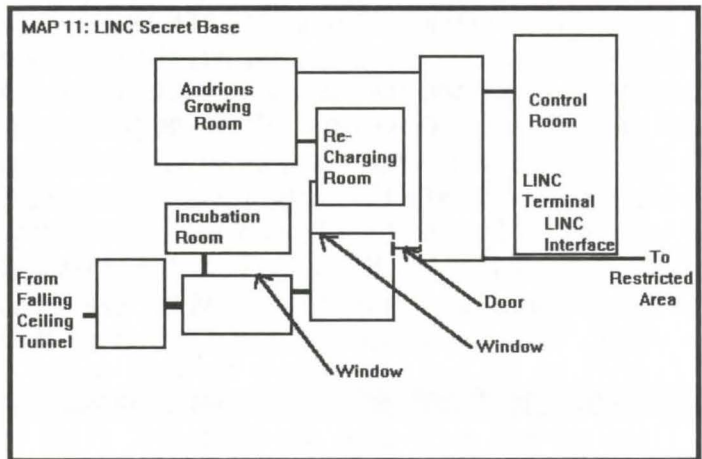 MAP 11: LINC Secret Base
Andrions
Growing
Room
Re-
Charging
Room
Control
Room
LINC
Terminal
LINC
Interface
Incubation
Room
From
Falling
Ceiling
Tunnel
To
Restricted
Area
Door
Window
Window